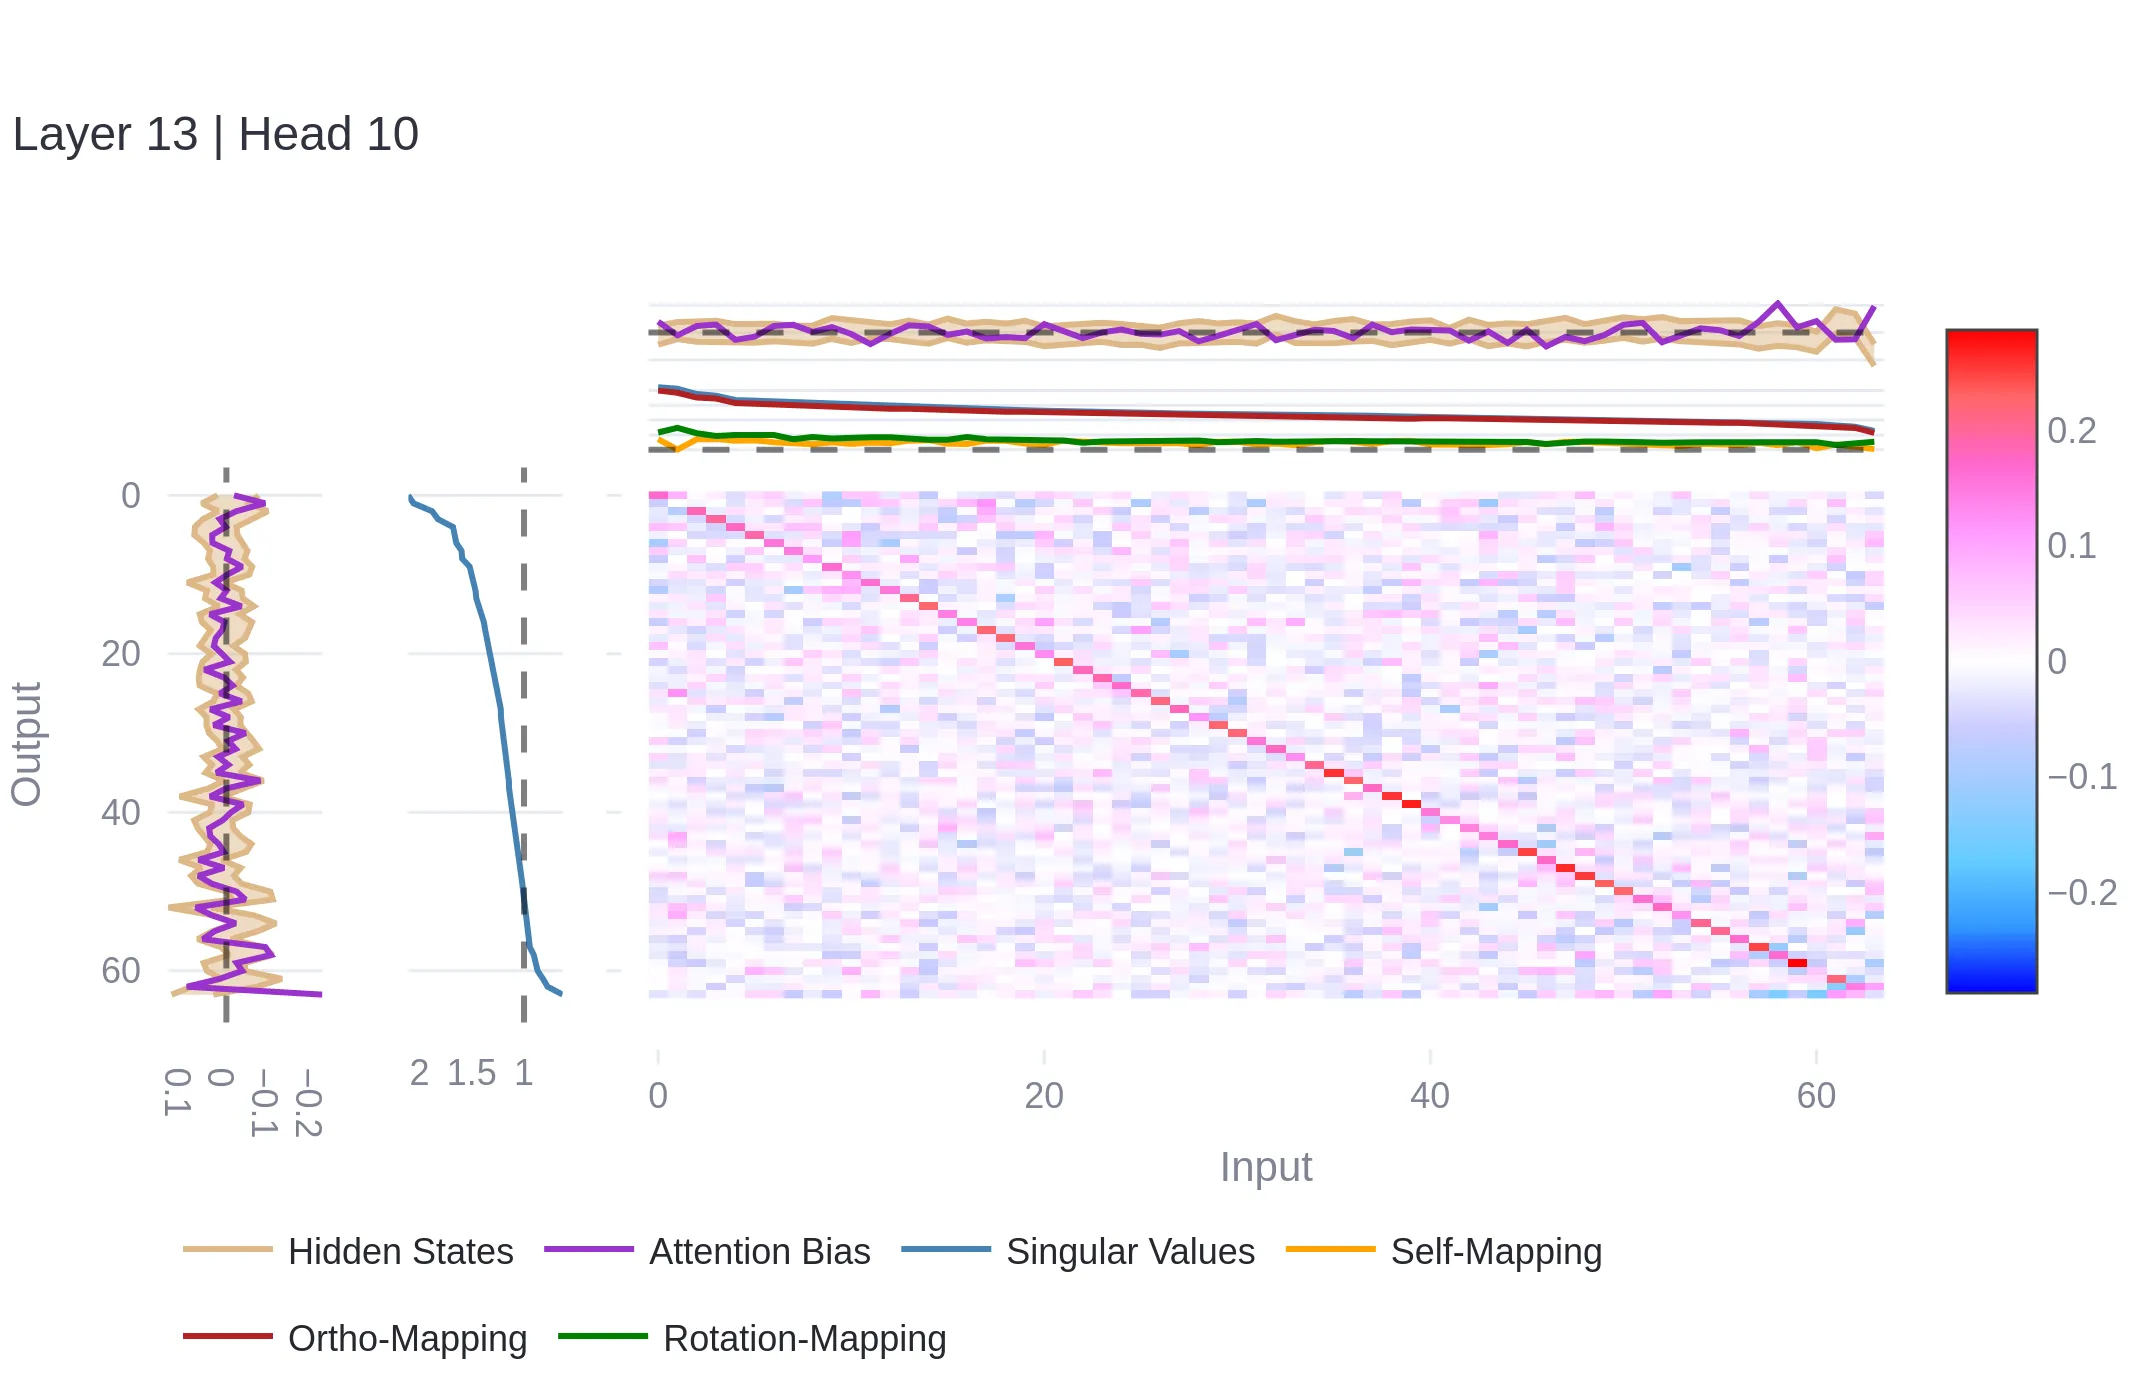 Layer 13 | Head 10
0
20
40
60
Output
0.1
0
−0.1
−0.2
2 1.5 1
0 20 40 60
Input
0.2
0.1
0
−0.1
−0.2
Hidden States Attention Bias Singular Values Self-Mapping
Ortho-Mapping Rotation-Mapping